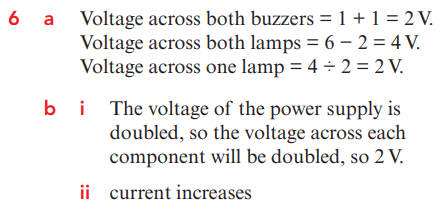 6 a Voltage across both buzzers = 1 + 1 = 2 V.
Voltage across both lamps = 6 − 2 = 4 V.
Voltage across one lamp = 4 ÷ 2 = 2 V.
b i The voltage of the power supply is
doubled, so the voltage across each
component will be doubled, so 2 V.
ii current increases